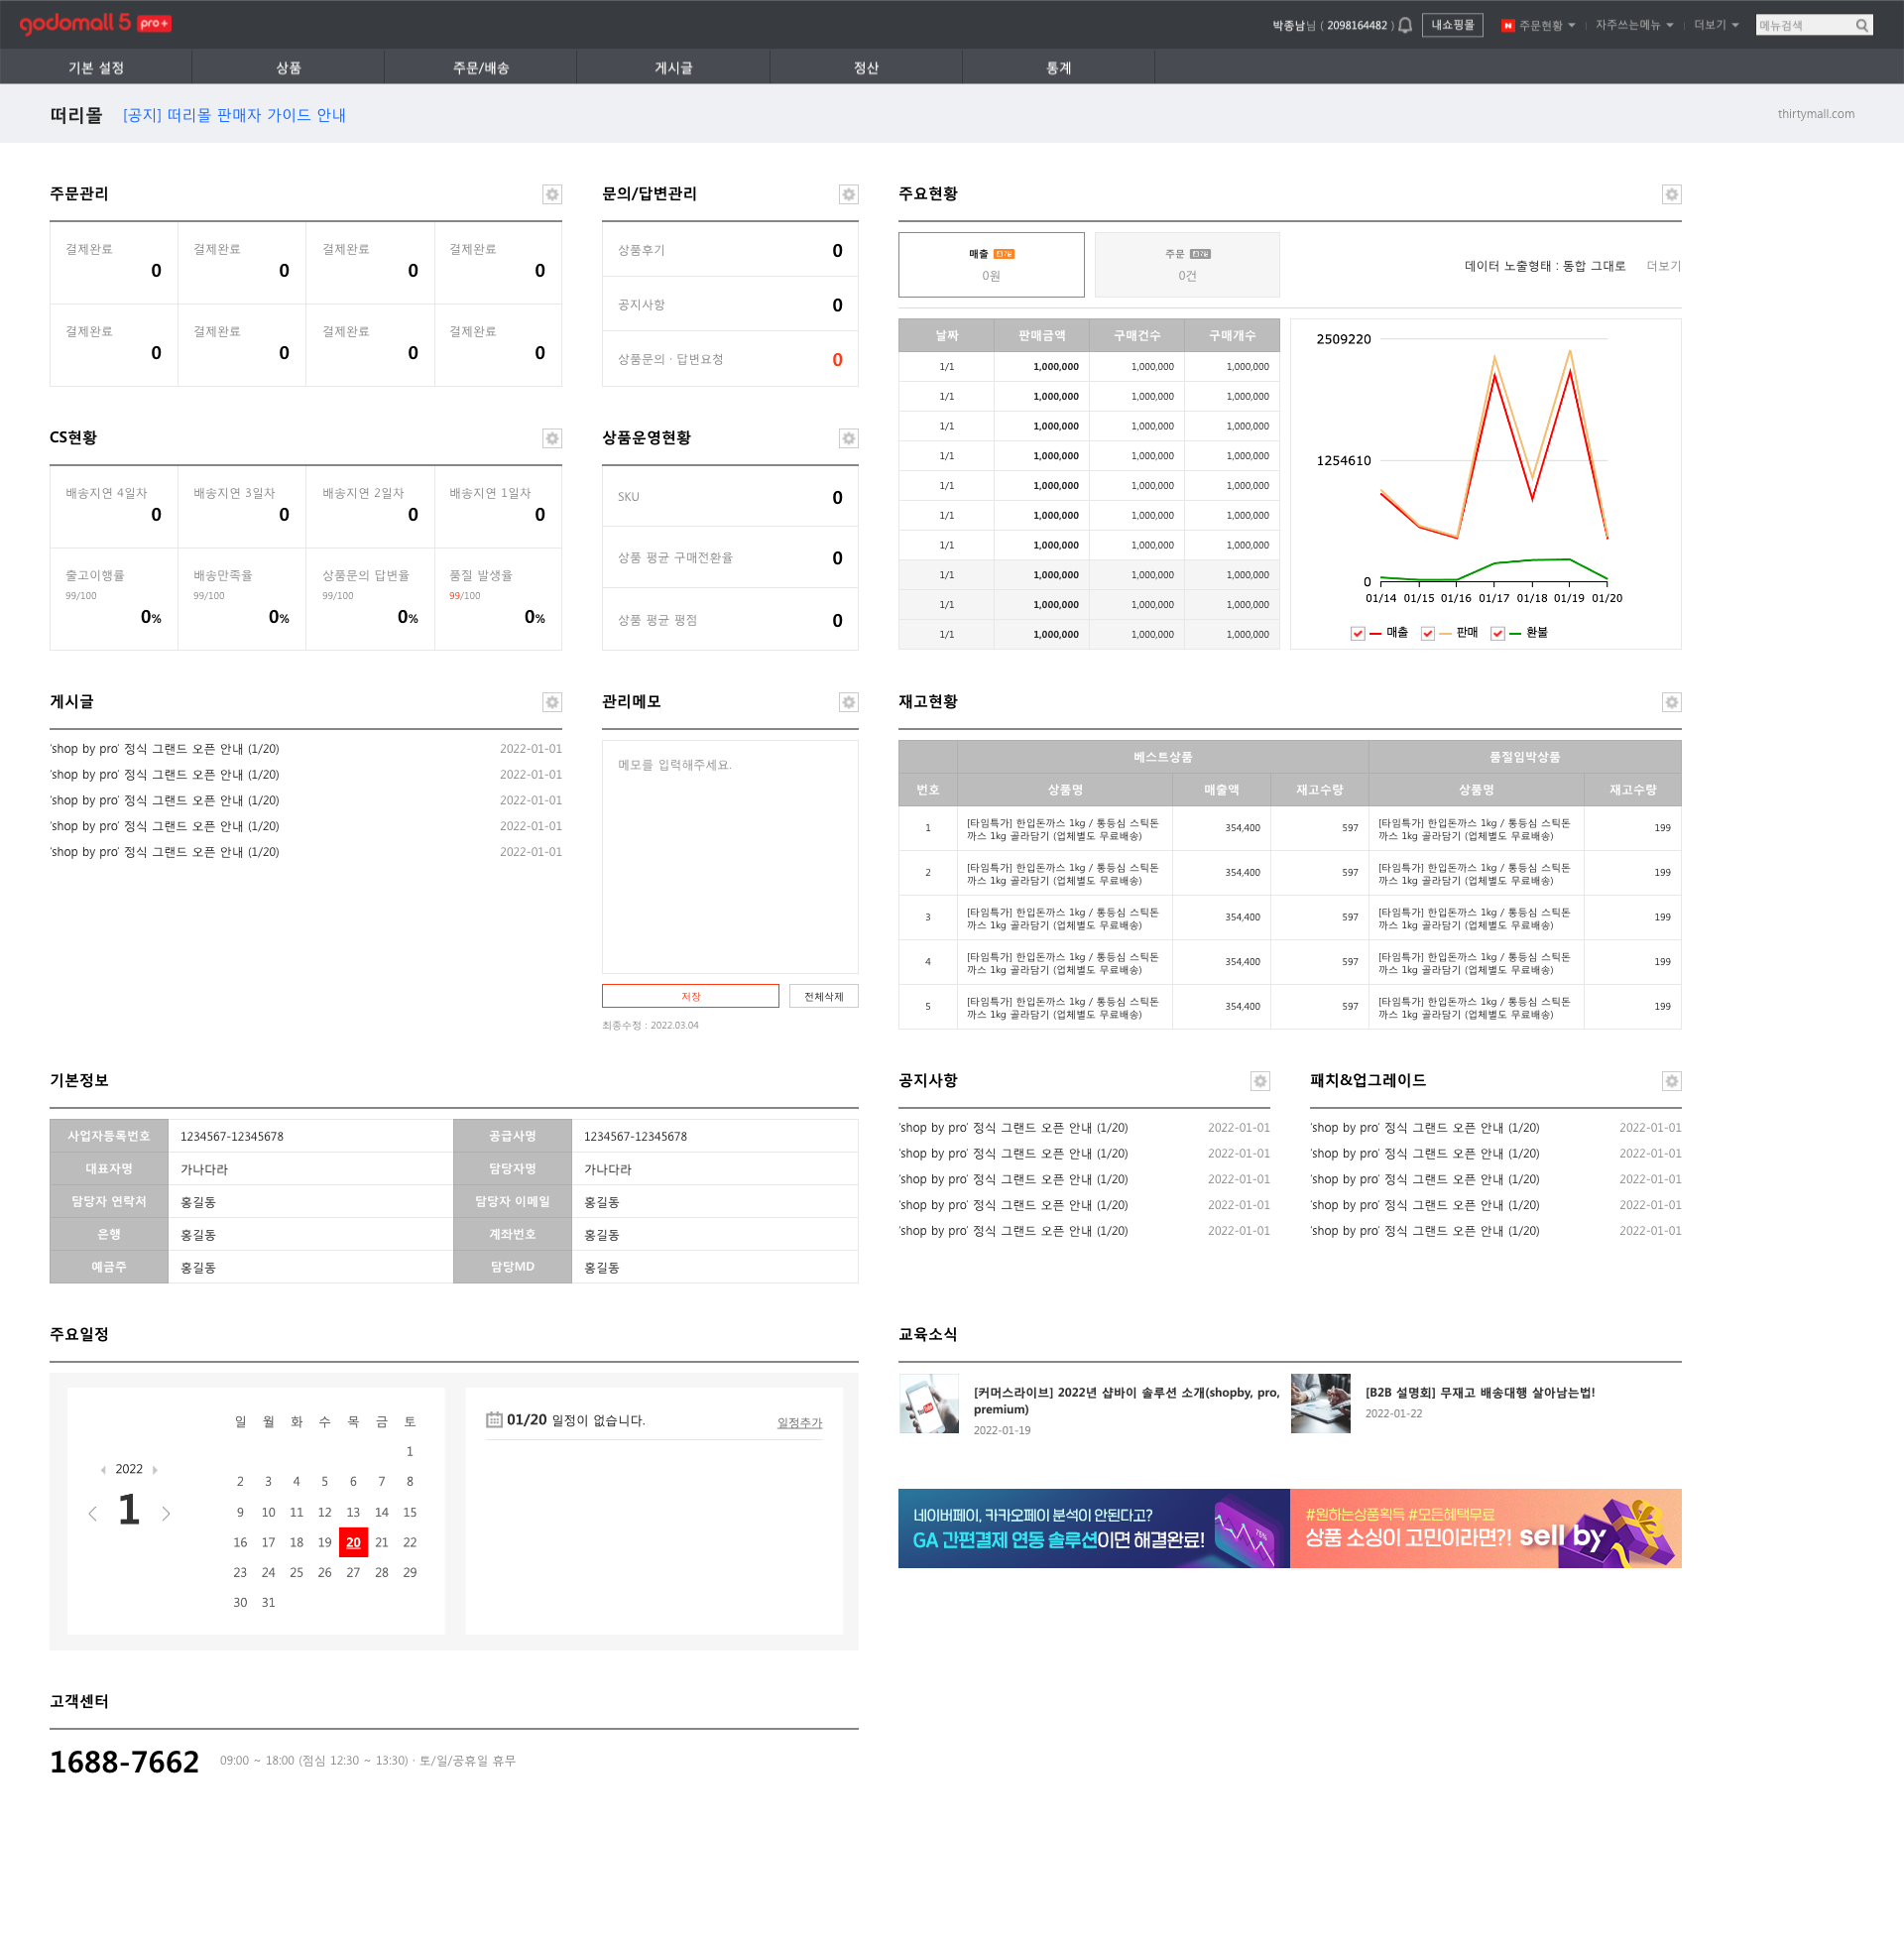 godomall 5 pro+
박종남님 ( 2098164482 ) 내쇼핑몰 N 주문현황 자주쓰는메뉴 더보기 메뉴검색
기본 설정 상품 주문/배송 게시글 정산 통계
떠리몰 [공지] 떠리몰 판매자 가이드 안내 thirtymall.com
주문관리
결제완료 결제완료 결제완료 결제완료
0 0 0 0
결제완료 결제완료 결제완료 결제완료
0 0 0 0
문의/답변관리
상품후기 0
공지사항 0
상품문의 · 답변요청 0
주요현황
매출
0원
주문
0건
데이터 노출형태 : 통합 그대로 더보기
날짜 판매금액 구매건수 구매개수
1/1 1,000,000 1,000,000 1,000,000
1/1 1,000,000 1,000,000 1,000,000
1/1 1,000,000 1,000,000 1,000,000
1/1 1,000,000 1,000,000 1,000,000
1/1 1,000,000 1,000,000 1,000,000
1/1 1,000,000 1,000,000 1,000,000
1/1 1,000,000 1,000,000 1,000,000
1/1 1,000,000 1,000,000 1,000,000
1/1 1,000,000 1,000,000 1,000,000
1/1 1,000,000 1,000,000 1,000,000
2509220
1254610
0
01/14 01/15 01/16 01/17 01/18 01/19 01/20
매출 판매 환불
CS현황
배송지연 4일차 배송지연 3일차 배송지연 2일차 배송지연 1일차
0 0 0 0
출고이행률 배송만족율 상품문의 답변율 품질 발생율
99/100 99/100 99/100 99/100
0% 0% 0% 0%
상품운영현황
SKU 0
상품 평균 구매전환율 0
상품 평균 평점 0
게시글
'shop by pro' 정식 그랜드 오픈 안내 (1/20) 2022-01-01
'shop by pro' 정식 그랜드 오픈 안내 (1/20) 2022-01-01
'shop by pro' 정식 그랜드 오픈 안내 (1/20) 2022-01-01
'shop by pro' 정식 그랜드 오픈 안내 (1/20) 2022-01-01
'shop by pro' 정식 그랜드 오픈 안내 (1/20) 2022-01-01
관리메모
메모를 입력해주세요.
저장 전체삭제
최종수정 : 2022.03.04
재고현황
베스트상품 품절임박상품
번호 상품명 매출액 재고수량 상품명 재고수량
1 [타임특가] 한입돈까스 1kg / 통등심 스틱돈 354,400 597 [타임특가] 한입돈까스 1kg / 통등심 스틱돈 199
까스 1kg 골라담기 (업체별도 무료배송) 까스 1kg 골라담기 (업체별도 무료배송)
2 [타임특가] 한입돈까스 1kg / 통등심 스틱돈 354,400 597 [타임특가] 한입돈까스 1kg / 통등심 스틱돈 199
까스 1kg 골라담기 (업체별도 무료배송) 까스 1kg 골라담기 (업체별도 무료배송)
3 [타임특가] 한입돈까스 1kg / 통등심 스틱돈 354,400 597 [타임특가] 한입돈까스 1kg / 통등심 스틱돈 199
까스 1kg 골라담기 (업체별도 무료배송) 까스 1kg 골라담기 (업체별도 무료배송)
4 [타임특가] 한입돈까스 1kg / 통등심 스틱돈 354,400 597 [타임특가] 한입돈까스 1kg / 통등심 스틱돈 199
까스 1kg 골라담기 (업체별도 무료배송) 까스 1kg 골라담기 (업체별도 무료배송)
5 [타임특가] 한입돈까스 1kg / 통등심 스틱돈 354,400 597 [타임특가] 한입돈까스 1kg / 통등심 스틱돈 199
까스 1kg 골라담기 (업체별도 무료배송) 까스 1kg 골라담기 (업체별도 무료배송)
기본정보
사업자등록번호 1234567-12345678 공급사명 1234567-12345678
대표자명 가나다라 담당자명 가나다라
담당자 연락처 홍길동 담당자 이메일 홍길동
은행 홍길동 계좌번호 홍길동
예금주 홍길동 담당MD 홍길동
공지사항
'shop by pro' 정식 그랜드 오픈 안내 (1/20) 2022-01-01
'shop by pro' 정식 그랜드 오픈 안내 (1/20) 2022-01-01
'shop by pro' 정식 그랜드 오픈 안내 (1/20) 2022-01-01
'shop by pro' 정식 그랜드 오픈 안내 (1/20) 2022-01-01
'shop by pro' 정식 그랜드 오픈 안내 (1/20) 2022-01-01
패치&업그레이드
'shop by pro' 정식 그랜드 오픈 안내 (1/20) 2022-01-01
'shop by pro' 정식 그랜드 오픈 안내 (1/20) 2022-01-01
'shop by pro' 정식 그랜드 오픈 안내 (1/20) 2022-01-01
'shop by pro' 정식 그랜드 오픈 안내 (1/20) 2022-01-01
'shop by pro' 정식 그랜드 오픈 안내 (1/20) 2022-01-01
주요일정
2022
1
일 월 화 수 목 금 토
1
2 3 4 5 6 7 8
9 10 11 12 13 14 15
16 17 18 19 20 21 22
23 24 25 26 27 28 29
30 31
01/20 일정이 없습니다. 일정추가
교육소식
[커머스라이브] 2022년 샵바이 솔루션 소개(shopby, pro,
premium)
2022-01-19
[B2B 설명회] 무재고 배송대행 살아남는법!
2022-01-22
네이버페이, 카카오페이 분석이 안된다고?
GA 간편결제 연동 솔루션이면 해결완료!
75%
#원하는상품획득 #모든혜택무료
상품 소싱이 고민이라면?! sell by
고객센터
1688-7662 09:00 ~ 18:00 (점심 12:30 ~ 13:30) · 토/일/공휴일 휴무